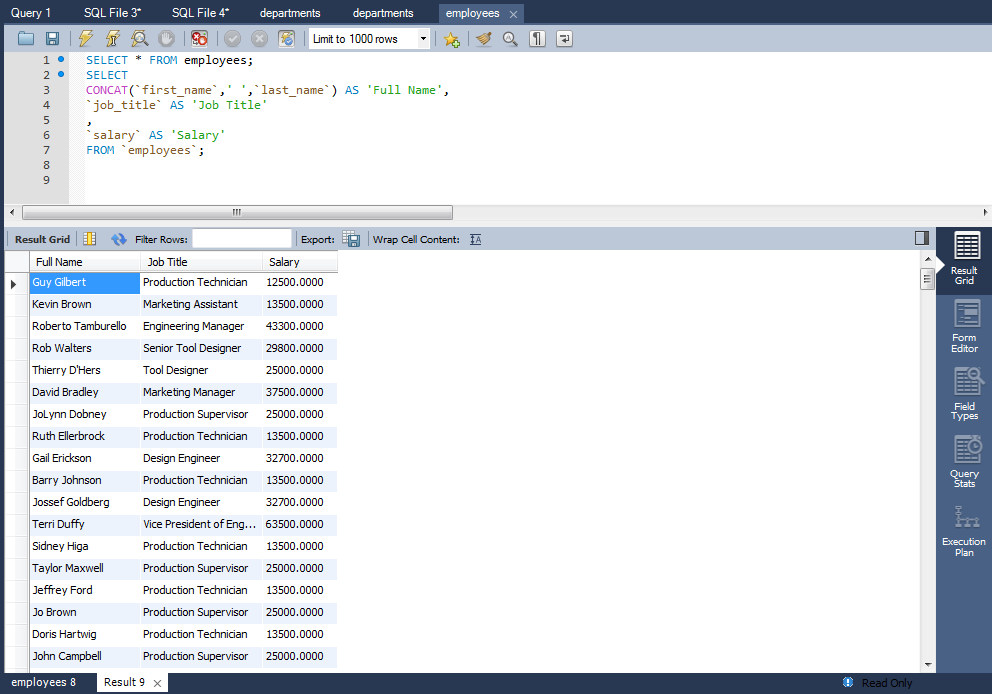 Query 1 SQL File 3* SQL File 4* departments departments employees
Limit to 1000 rows
1 SELECT * FROM employees;
2 SELECT
3 CONCAT(`first_name`,' ',`last_name`) AS 'Full Name',
4 `job_title` AS 'Job Title'
5 ,
6 `salary` AS 'Salary'
7 FROM `employees`;
8
9
Result Grid Filter Rows: Export: Wrap Cell Content:
Full Name Job Title Salary
Guy Gilbert Production Technician 12500.0000
Kevin Brown Marketing Assistant 13500.0000
Roberto Tamburello Engineering Manager 43300.0000
Rob Walters Senior Tool Designer 29800.0000
Thierry D'Hers Tool Designer 25000.0000
David Bradley Marketing Manager 37500.0000
JoLynn Dobney Production Supervisor 25000.0000
Ruth Ellerbrock Production Technician 13500.0000
Gail Erickson Design Engineer 32700.0000
Barry Johnson Production Technician 13500.0000
Jossef Goldberg Design Engineer 32700.0000
Terri Duffy Vice President of Eng... 63500.0000
Sidney Higa Production Technician 13500.0000
Taylor Maxwell Production Supervisor 25000.0000
Jeffrey Ford Production Technician 13500.0000
Jo Brown Production Supervisor 25000.0000
Doris Hartwig Production Technician 13500.0000
John Campbell Production Supervisor 25000.0000
Result
Grid
Form
Editor
Field
Types
Query
Stats
Execution
Plan
employees 8 Result 9 Read Only